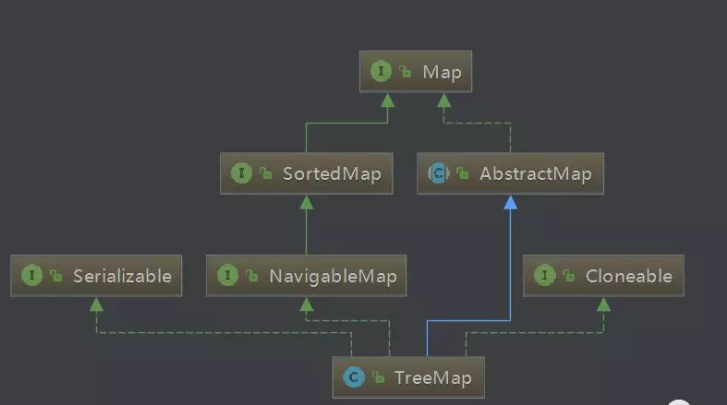 I Map
I SortedMap
C AbstractMap
I Serializable
I NavigableMap
I Cloneable
C TreeMap